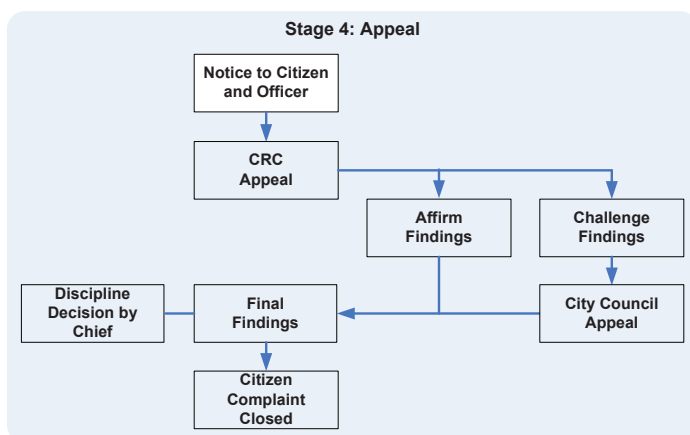 Stage 4: Appeal
Notice to Citizen
and Officer
CRC
Appeal
Affirm
Findings
Challenge
Findings
Discipline
Decision by
Chief
Final
Findings
City Council
Appeal
Citizen
Complaint
Closed